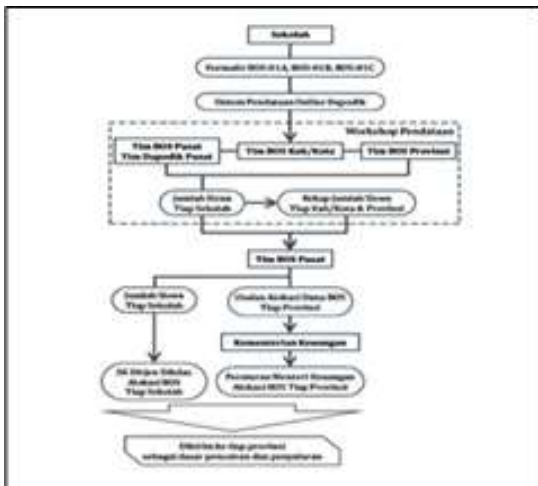 Sekolah
Formulir BOS-01A, BOS-01B, BOS-01C
Sistem Pendataan Online Dapodik
Workshop Pendataan
Tim BOS Pusat
Tim Dapodik Pusat
Tim BOS Kab/Kota
Tim BOS Provinsi
Jumlah Siswa
Tiap Sekolah
Rekap Jumlah Siswa
Tiap Kab/Kota & Provinsi
Tim BOS Pusat
Jumlah Siswa
Tiap Sekolah
Usulan Alokasi Dana BOS
Tiap Provinsi
Kementerian Keuangan
SK Dirjen Dikdas
Alokasi BOS
Tiap Sekolah
Peraturan Menteri Keuangan
Alokasi BOS Tiap Provinsi
Dikirim ke tiap provinsi
sebagai dasar pencairan dan penyaluran